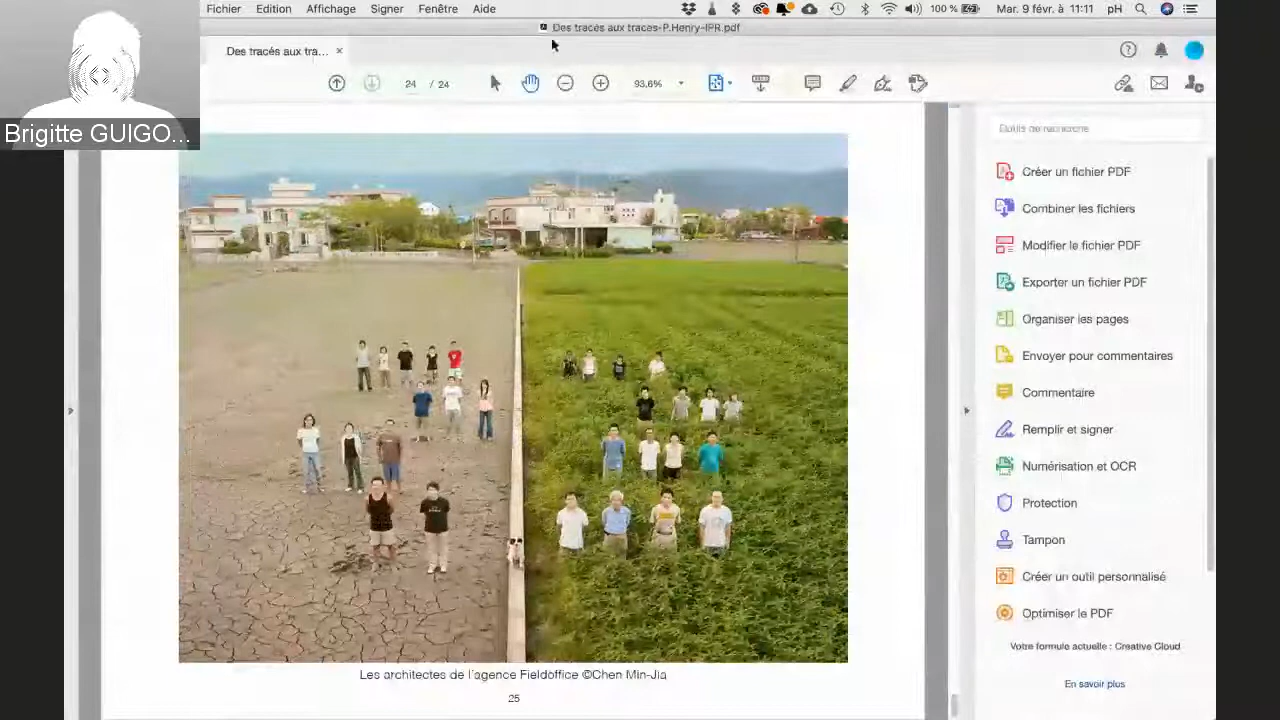 Fichier Edition Affichage Signer Fenêtre Aide 100 % Mar. 9 févr. à 11:11 pH
Des tracés aux traces-P.Henry-IPR.pdf
Des tracés aux tra... ×
24 / 24 93,6%
Brigitte GUIGO...
Outils de recherche
Créer un fichier PDF
Combiner les fichiers
Modifier le fichier PDF
Exporter un fichier PDF
Organiser les pages
Envoyer pour commentaires
Commentaire
Remplir et signer
Numérisation et OCR
Protection
Tampon
Créer un outil personnalisé
Optimiser le PDF
Votre formule actuelle : Creative Cloud
En savoir plus
Les architectes de l'agence Fieldoffice ©Chen Min-Jia
25